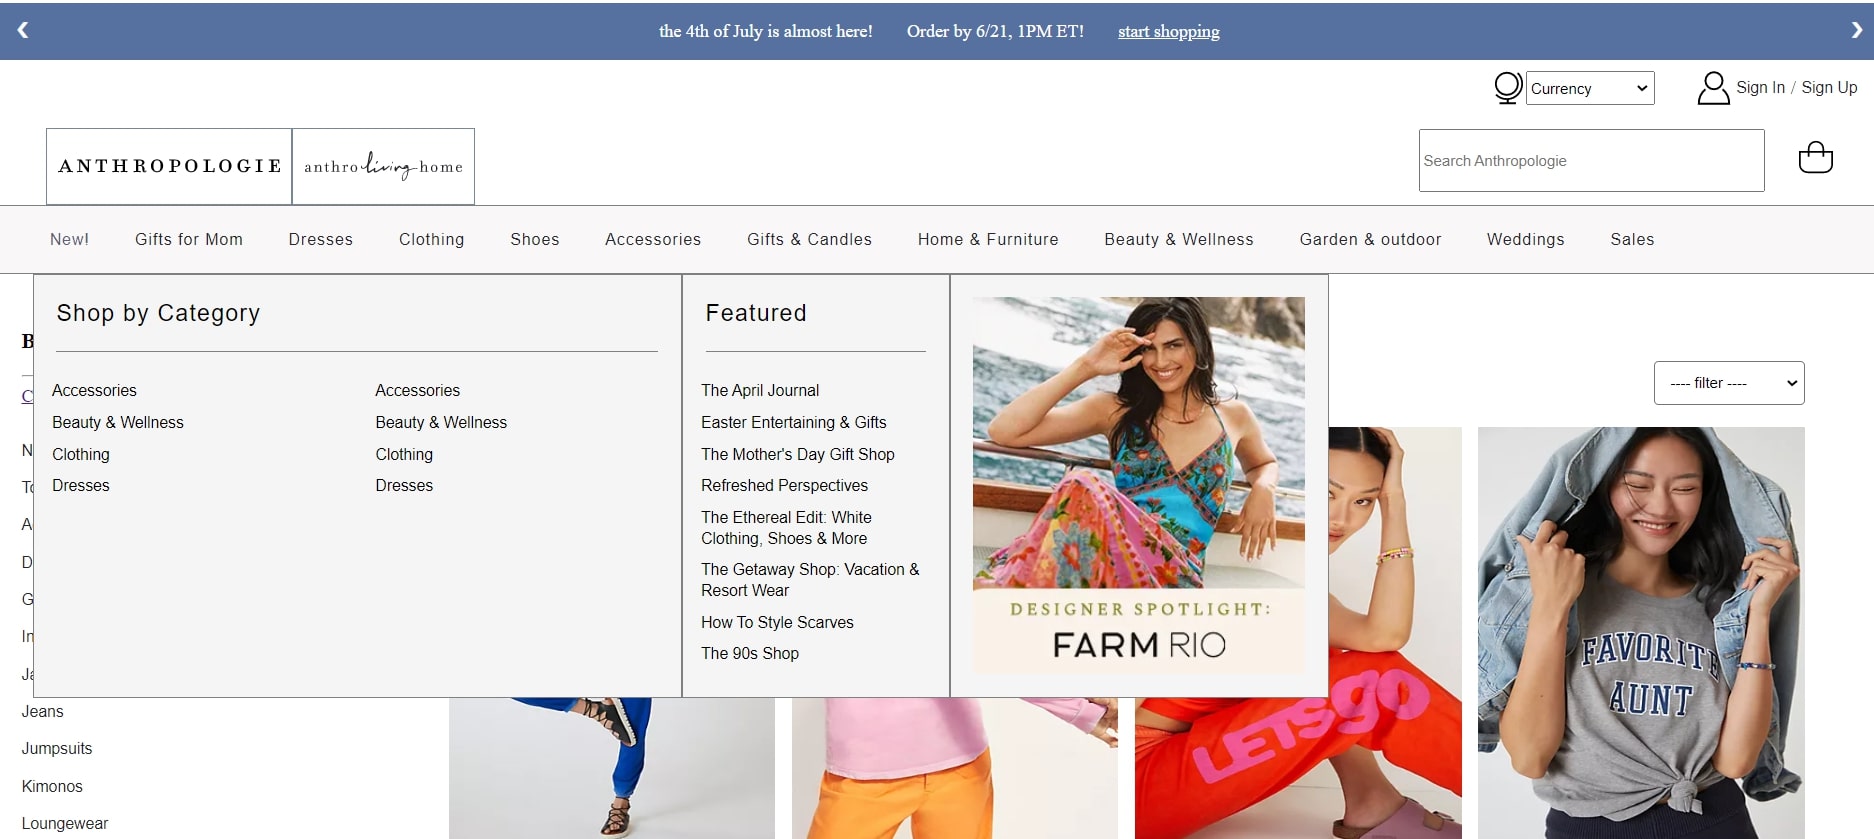 the 4th of July is almost here! Order by 6/21, 1PM ET! start shopping
Currency
Sign In / Sign Up
ANTHROPOLOGIE
anthroliving home
Search Anthropologie
New! Gifts for Mom Dresses Clothing Shoes Accessories Gifts & Candles Home & Furniture Beauty & Wellness Garden & outdoor Weddings Sales
Shop by Category
Accessories
Beauty & Wellness
Clothing
Dresses
Accessories
Beauty & Wellness
Clothing
Dresses
Featured
The April Journal
Easter Entertaining & Gifts
The Mother's Day Gift Shop
Refreshed Perspectives
The Ethereal Edit: White
Clothing, Shoes & More
The Getaway Shop: Vacation &
Resort Wear
How To Style Scarves
The 90s Shop
DESIGNER SPOTLIGHT:
FARM RIO
---- filter ----
Jeans
Jumpsuits
Kimonos
Loungewear
LETS go
FAVORITE
AUNT